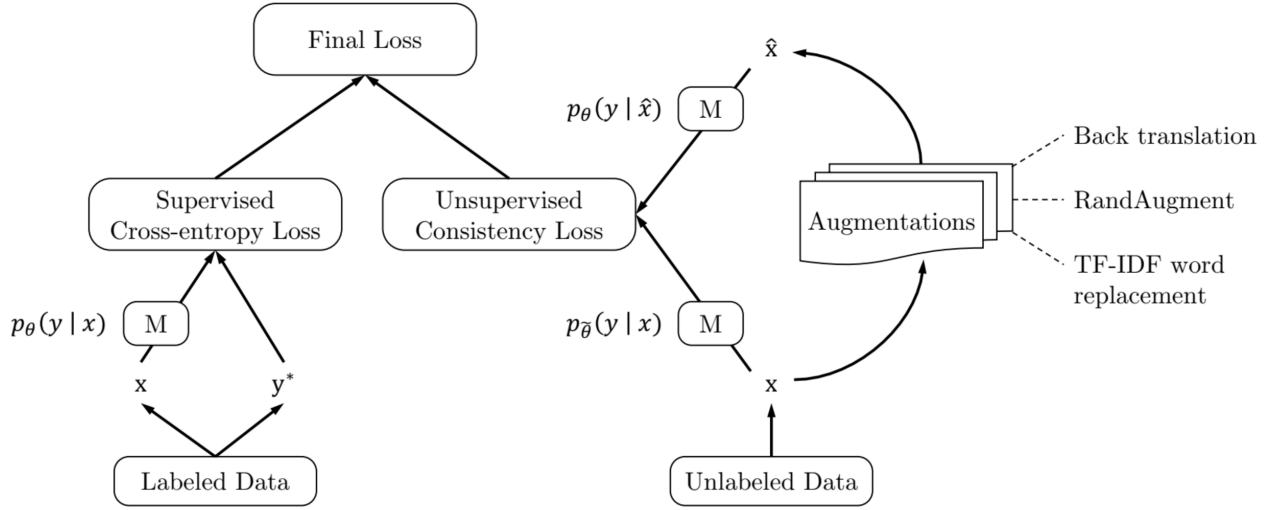 Final Loss
x̂
p_θ(y | x̂)
M
Back translation
Supervised
Cross-entropy Loss
Unsupervised
Consistency Loss
Augmentations
RandAugment
TF-IDF word
replacement
p_θ(y | x)
M
p_θ̃(y | x)
M
x
y*
x
Labeled Data
Unlabeled Data